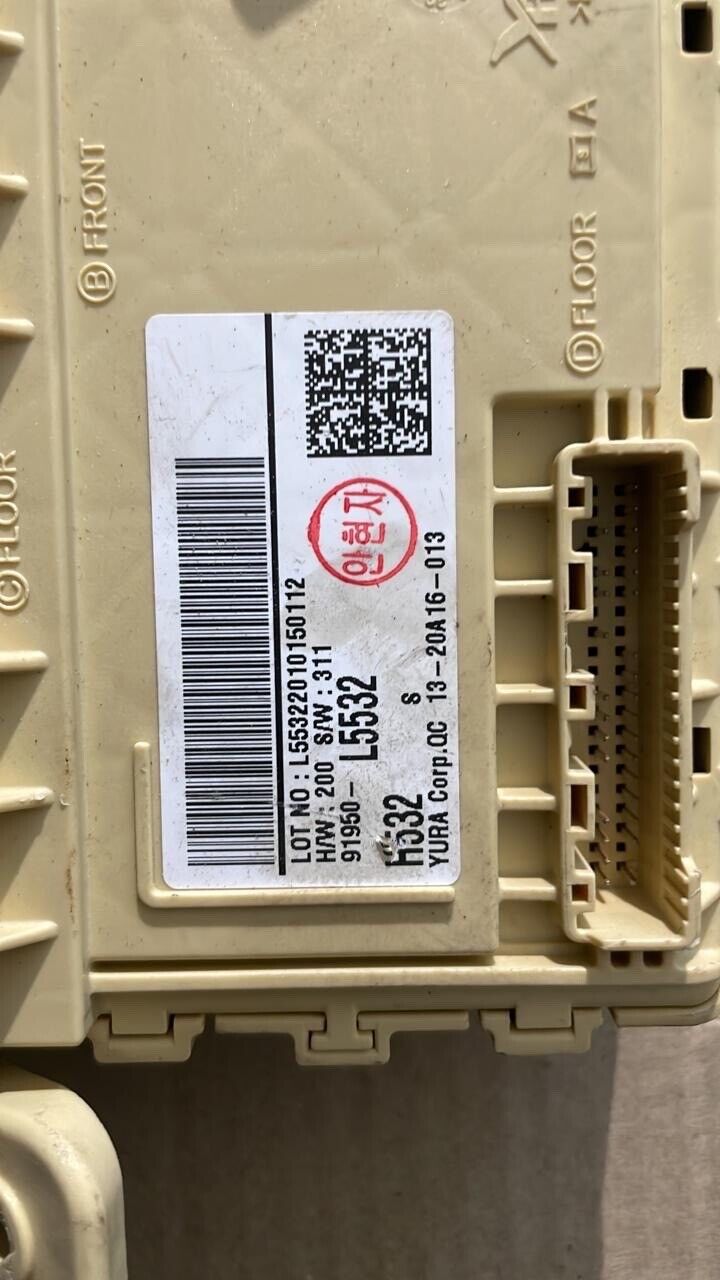 Ⓑ FRONT
Ⓒ FLOOR
Ⓓ FLOOR
A
LOT NO : L55322010150112
H/W : 200 S/W : 311
91950- L5532
H532 S
YURA Corp.QC 13-20A16-013
안현자